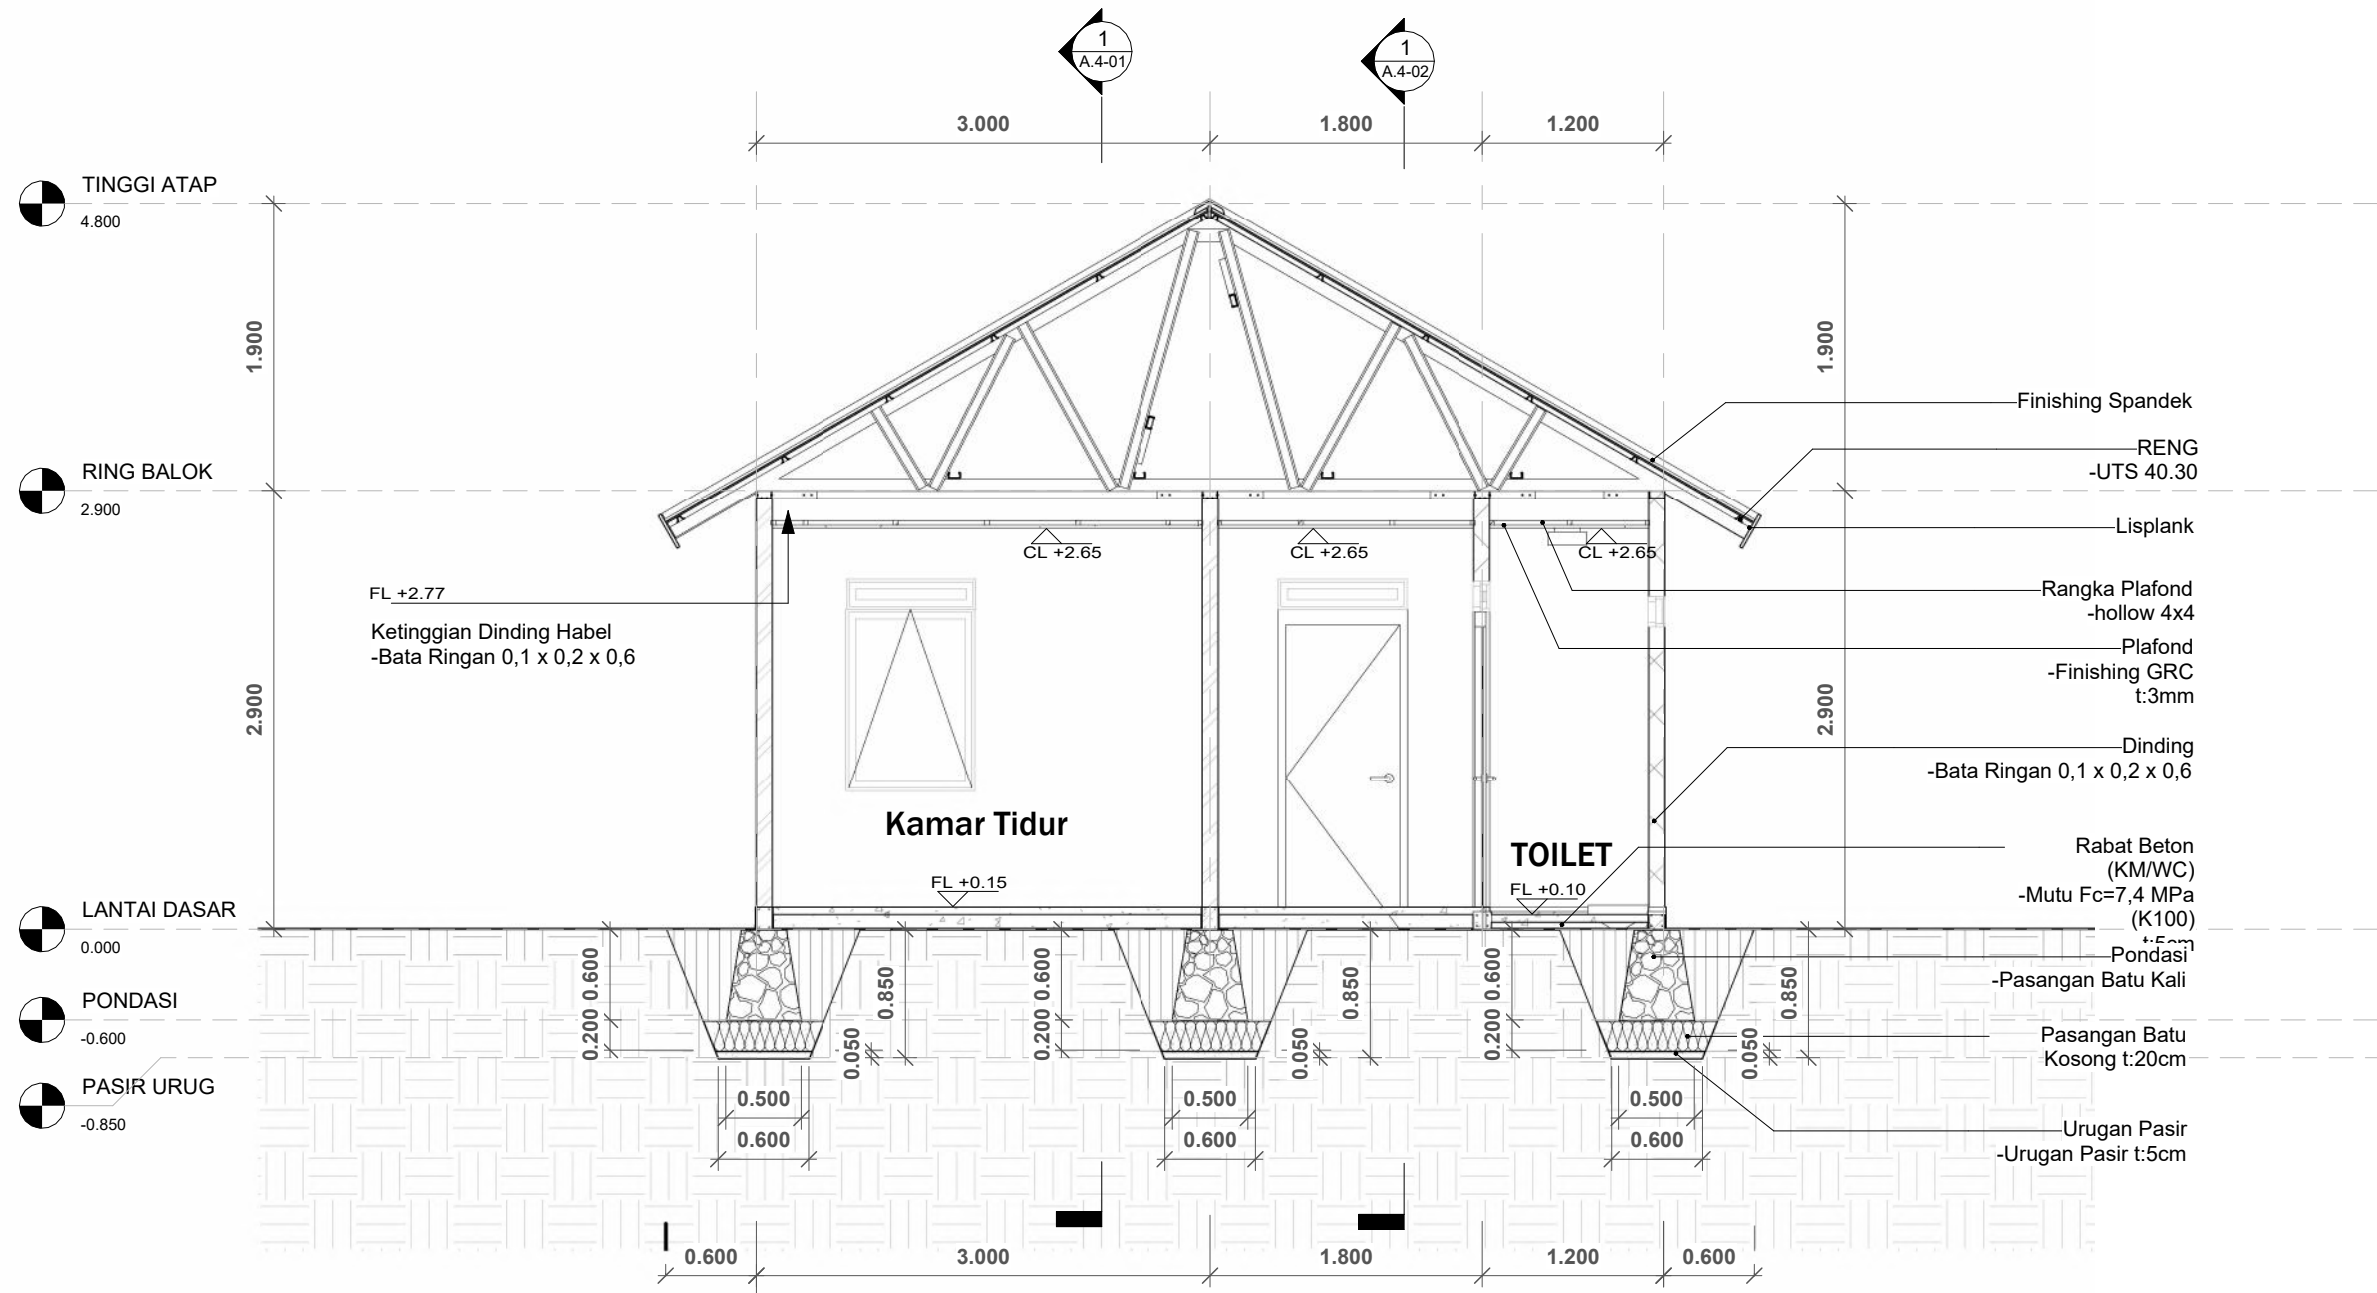 1
A.4-01
1
A.4-02
3.000
1.800
1.200
TINGGI ATAP
4.800
1.900
1.900
RING BALOK
2.900
Finishing Spandek
RENG
-UTS 40.30
Lisplank
CL +2.65
CL +2.65
CL +2.65
FL +2.77
Ketinggian Dinding Habel
-Bata Ringan 0,1 x 0,2 x 0,6
Rangka Plafond
-hollow 4x4
Plafond
-Finishing GRC
t:3mm
2.900
2.900
Dinding
-Bata Ringan 0,1 x 0,2 x 0,6
Kamar Tidur
TOILET
FL +0.15
FL +0.10
Rabat Beton
(KM/WC)
-Mutu Fc=7,4 MPa
(K100)
t:5cm
LANTAI DASAR
0.000
Pondasi
-Pasangan Batu Kali
PONDASI
-0.600
0.600
0.200
0.850
0.050
0.600
0.200
0.850
0.050
0.600
0.200
0.850
0.050
Pasangan Batu
Kosong t:20cm
PASIR URUG
-0.850
0.500
0.600
0.500
0.600
0.500
0.600
Urugan Pasir
-Urugan Pasir t:5cm
0.600
3.000
1.800
1.200
0.600